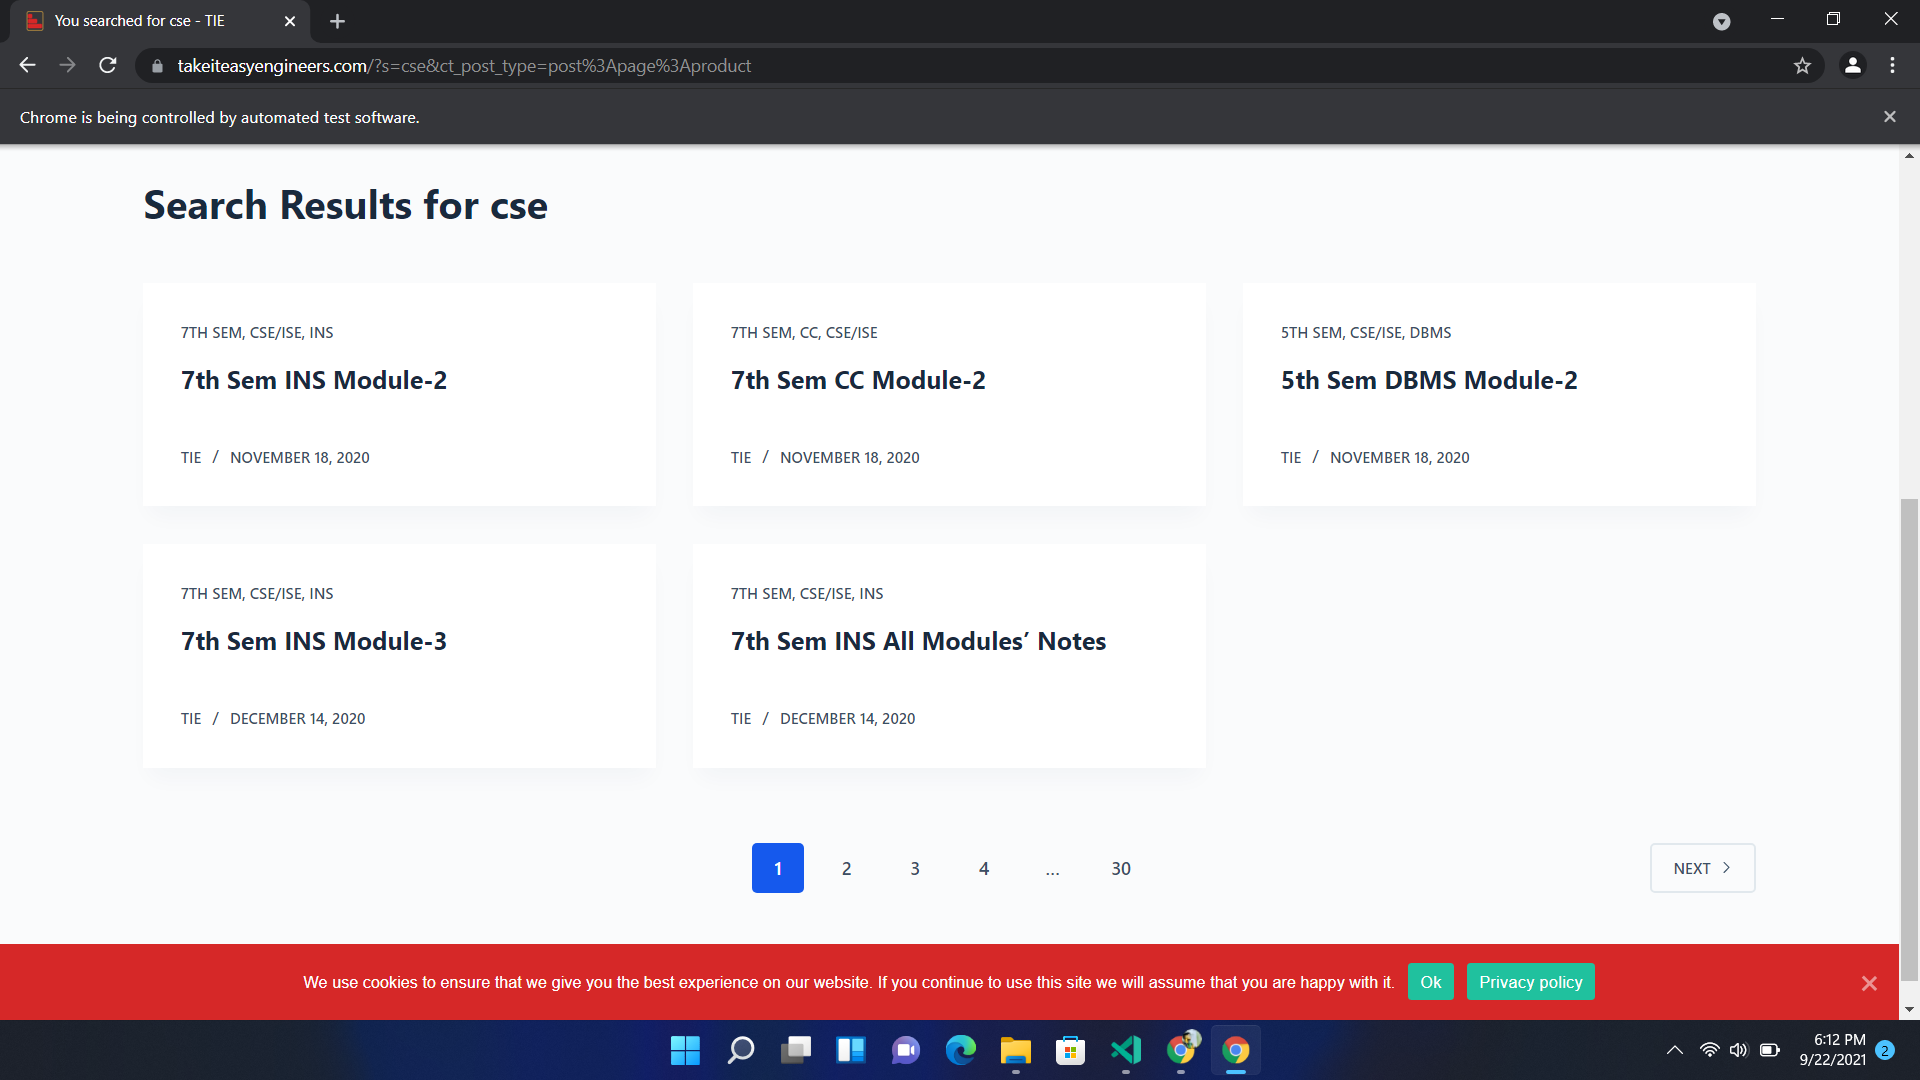 You searched for cse - TIE
takeiteasyengineers.com/?s=cse&ct_post_type=post%3Apage%3Aproduct
Chrome is being controlled by automated test software.
Search Results for cse
7TH SEM, CSE/ISE, INS
7th Sem INS Module-2
TIE / NOVEMBER 18, 2020
7TH SEM, CC, CSE/ISE
7th Sem CC Module-2
TIE / NOVEMBER 18, 2020
5TH SEM, CSE/ISE, DBMS
5th Sem DBMS Module-2
TIE / NOVEMBER 18, 2020
7TH SEM, CSE/ISE, INS
7th Sem INS Module-3
TIE / DECEMBER 14, 2020
7TH SEM, CSE/ISE, INS
7th Sem INS All Modules’ Notes
TIE / DECEMBER 14, 2020
1 2 3 4 … 30
NEXT
We use cookies to ensure that we give you the best experience on our website. If you continue to use this site we will assume that you are happy with it. Ok Privacy policy
6:12 PM
9/22/2021 2